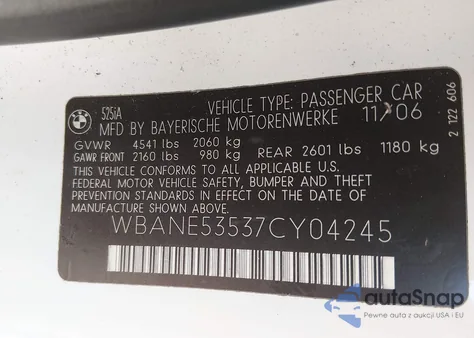 BMW
525iA VEHICLE TYPE: PASSENGER CAR
MFD BY BAYERISCHE MOTORENWERKE 11/06
GVWR 4541 lbs 2060 kg
GAWR FRONT 2160 lbs 980 kg REAR 2601 lbs 1180 kg
THIS VEHICLE CONFORMS TO ALL APPLICABLE U.S.
FEDERAL MOTOR VEHICLE SAFETY, BUMPER AND THEFT
PREVENTION STANDARDS IN EFFECT ON THE DATE
OF MANUFACTURE SHOWN ABOVE.
WBANE53537CY04245
2 122 606
autoSnap
Pewne auta z aukcji USA i EU